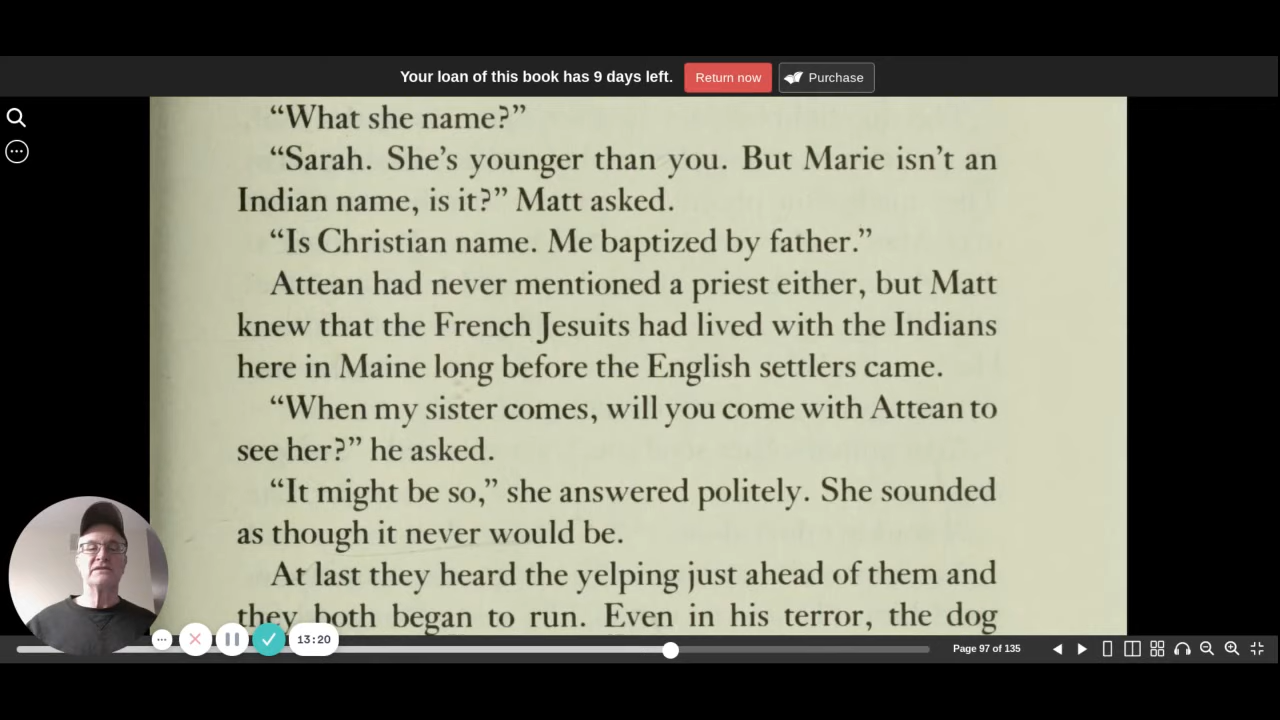 Your loan of this book has 9 days left. Return now Purchase
“What she name?”
“Sarah. She’s younger than you. But Marie isn’t an
Indian name, is it?” Matt asked.
“Is Christian name. Me baptized by father.”
Attean had never mentioned a priest either, but Matt
knew that the French Jesuits had lived with the Indians
here in Maine long before the English settlers came.
“When my sister comes, will you come with Attean to
see her?” he asked.
“It might be so,” she answered politely. She sounded
as though it never would be.
At last they heard the yelping just ahead of them and
they both began to run. Even in his terror, the dog
13:20
Page 97 of 135